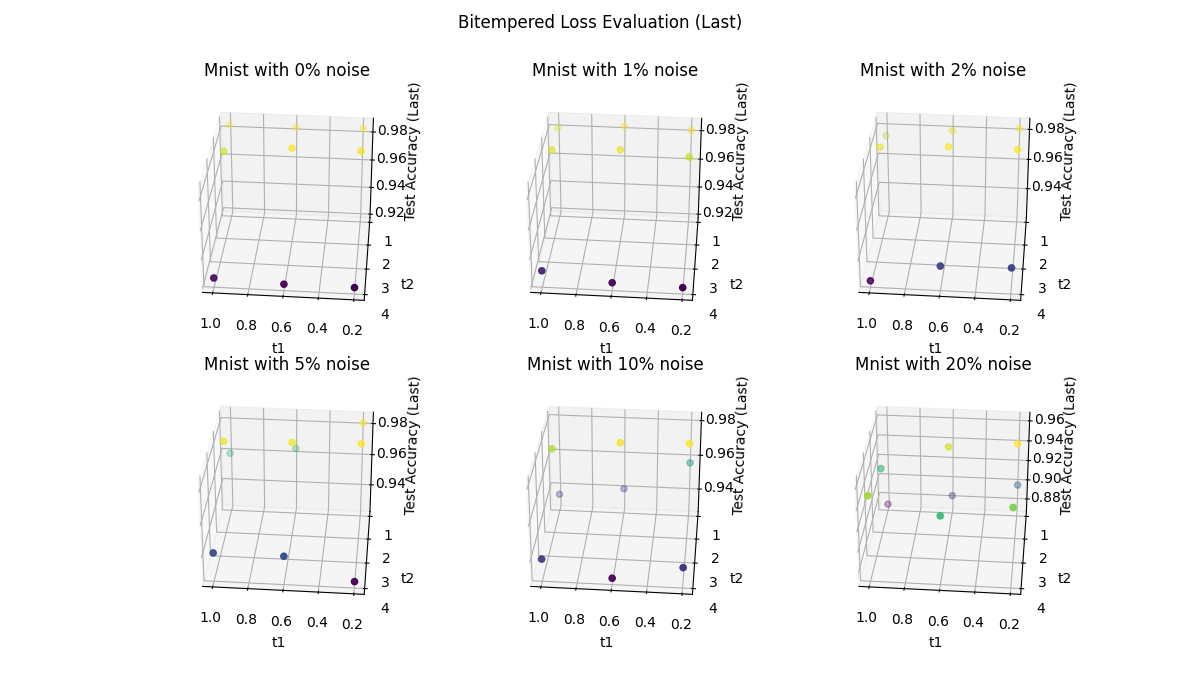 Bitempered Loss Evaluation (Last)
Mnist with 0% noise
0.98
0.96
0.94
0.92
Test Accuracy (Last)
1
2
3
4
t2
1.0 0.8 0.6 0.4 0.2
t1
Mnist with 1% noise
0.98
0.96
0.94
0.92
Test Accuracy (Last)
1
2
3
4
t2
1.0 0.8 0.6 0.4 0.2
t1
Mnist with 2% noise
0.98
0.96
0.94
Test Accuracy (Last)
1
2
3
4
t2
1.0 0.8 0.6 0.4 0.2
t1
Mnist with 5% noise
0.98
0.96
0.94
Test Accuracy (Last)
1
2
3
4
t2
1.0 0.8 0.6 0.4 0.2
t1
Mnist with 10% noise
0.98
0.96
0.94
Test Accuracy (Last)
1
2
3
4
t2
1.0 0.8 0.6 0.4 0.2
t1
Mnist with 20% noise
0.96
0.94
0.92
0.90
0.88
Test Accuracy (Last)
1
2
3
4
t2
1.0 0.8 0.6 0.4 0.2
t1